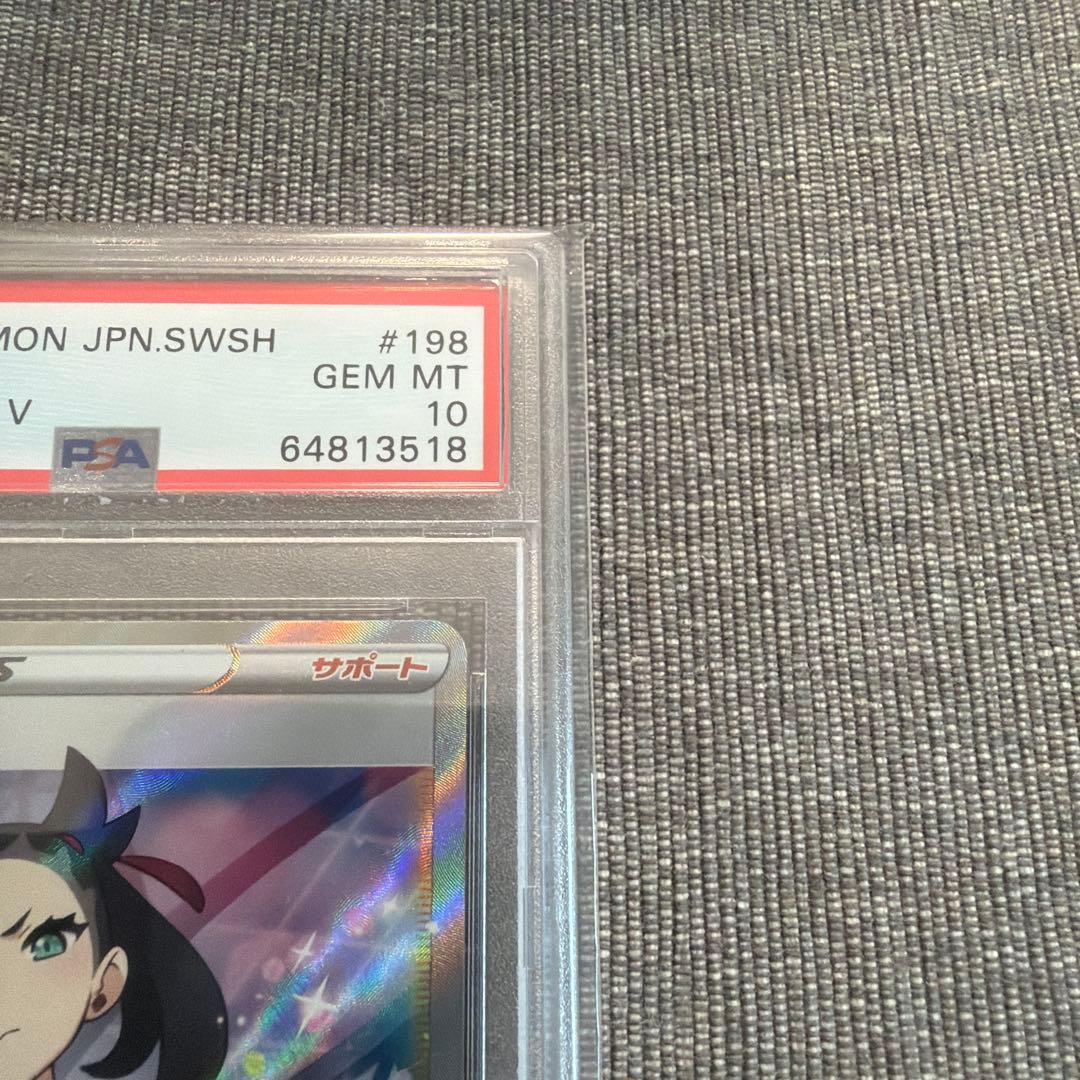 MON JPN.SWSH #198
GEM MT
V 10
PSA 64813518
サポート